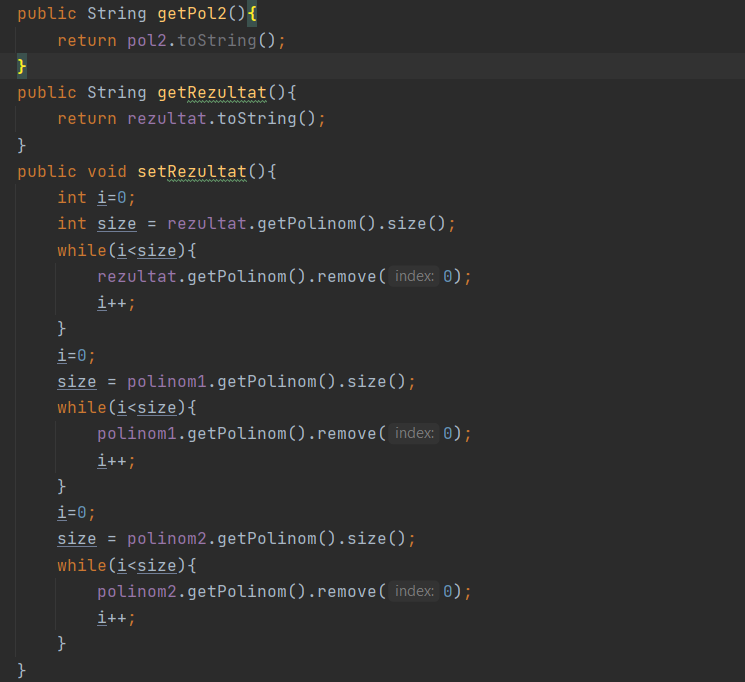 public String getPol2(){
    return pol2.toString();
}
public String getRezultat(){
    return rezultat.toString();
}
public void setRezultat(){
    int i=0;
    int size = rezultat.getPolinom().size();
    while(i<size){
        rezultat.getPolinom().remove( index: 0);
        i++;
    }
    i=0;
    size = polinom1.getPolinom().size();
    while(i<size){
        polinom1.getPolinom().remove( index: 0);
        i++;
    }
    i=0;
    size = polinom2.getPolinom().size();
    while(i<size){
        polinom2.getPolinom().remove( index: 0);
        i++;
    }
}